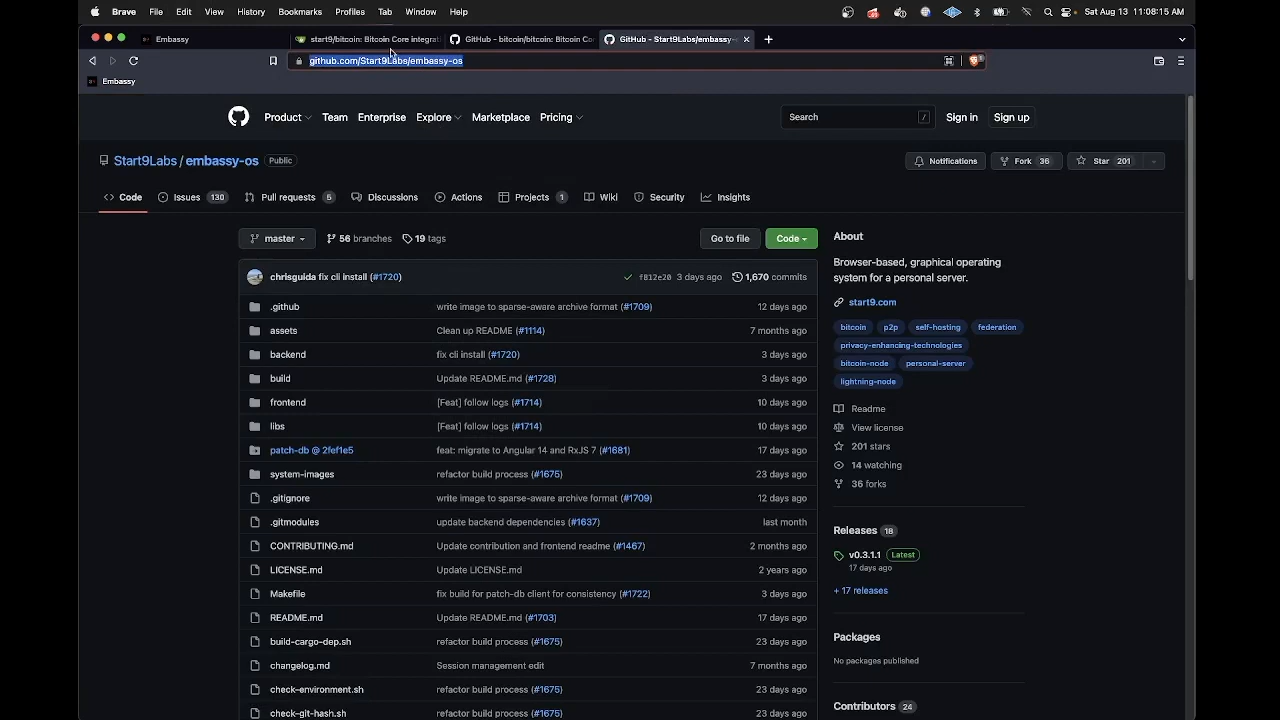 Brave File Edit View History Bookmarks Profiles Tab Window Help Sat Aug 13 11:08:15 AM
Embassy start9/bitcoin: Bitcoin Core integrat GitHub - bitcoin/bitcoin: Bitcoin Co GitHub - Start9Labs/embassy-
github.com/Start9Labs/embassy-os
Embassy
Product Team Enterprise Explore Marketplace Pricing Search / Sign in Sign up
Start9Labs / embassy-os Public Notifications Fork 36 Star 201
Code Issues 130 Pull requests 5 Discussions Actions Projects 1 Wiki Security Insights
master 56 branches 19 tags Go to file Code
chrisguida fix cli install (#1720) f812e20 3 days ago 1,670 commits
.github write image to sparse-aware archive format (#1709) 12 days ago
assets Clean up README (#1114) 7 months ago
backend fix cli install (#1720) 3 days ago
build Update README.md (#1728) 3 days ago
frontend [Feat] follow logs (#1714) 10 days ago
libs [Feat] follow logs (#1714) 10 days ago
patch-db @ 2fef1e5 feat: migrate to Angular 14 and RxJS 7 (#1681) 17 days ago
system-images refactor build process (#1675) 23 days ago
.gitignore write image to sparse-aware archive format (#1709) 12 days ago
.gitmodules update backend dependencies (#1637) last month
CONTRIBUTING.md Update contribution and frontend readme (#1467) 2 months ago
LICENSE.md Update LICENSE.md 2 years ago
Makefile fix build for patch-db client for consistency (#1722) 3 days ago
README.md Update README.md (#1703) 17 days ago
build-cargo-dep.sh refactor build process (#1675) 23 days ago
changelog.md Session management edit 7 months ago
check-environment.sh refactor build process (#1675) 23 days ago
check-git-hash.sh refactor build process (#1675) 23 days ago
About
Browser-based, graphical operating
system for a personal server.
start9.com
bitcoin p2p self-hosting federation
privacy-enhancing-technologies
bitcoin-node personal-server
lightning-node
Readme
View license
201 stars
14 watching
36 forks
Releases 18
v0.3.1.1 Latest
17 days ago
+ 17 releases
Packages
No packages published
Contributors 24